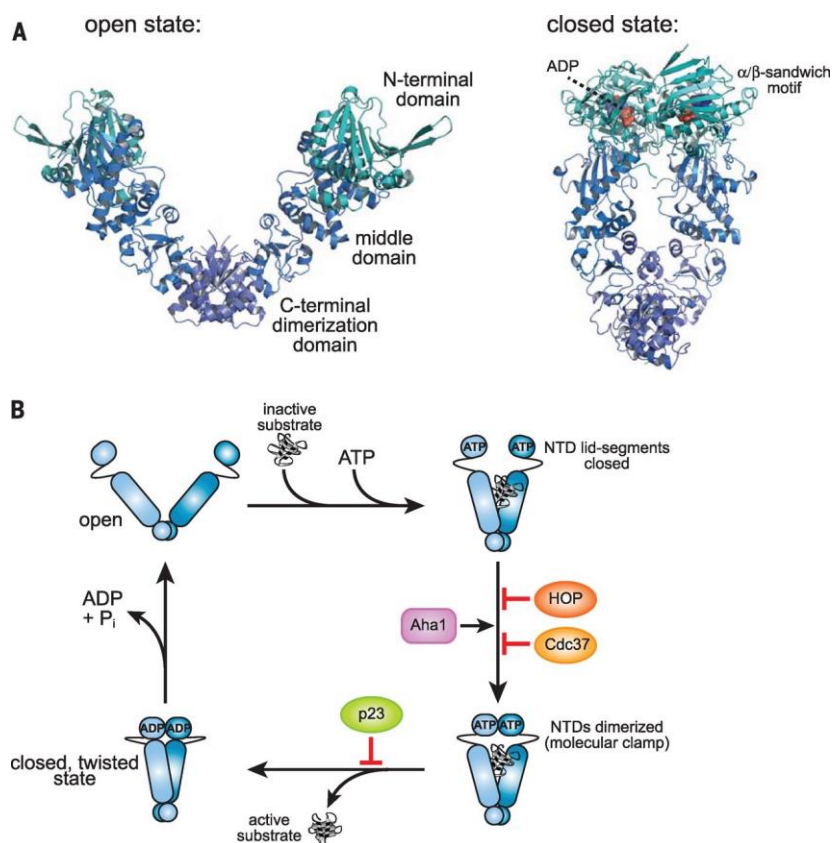 A
open state:
closed state:
N-terminal
domain
middle
domain
C-terminal
dimerization
domain
ADP
α/β-sandwich
motif
B
inactive
substrate
ATP
open
ATP
ATP
NTD lid-segments
closed
HOP
Aha1
Cdc37
ADP
+ Pi
p23
ATP
ATP
NTDs dimerized
(molecular clamp)
ADP
ADP
closed, twisted
state
active
substrate